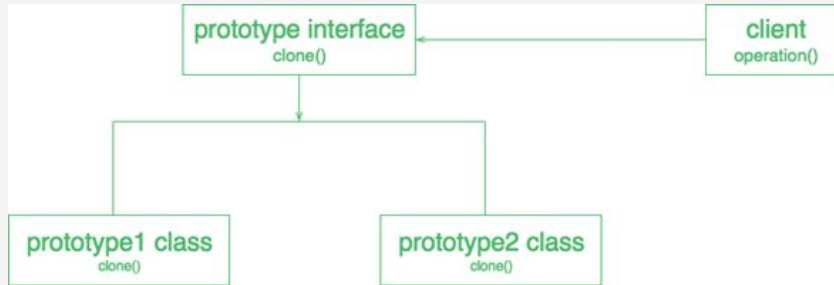 prototype interface
clone()
client
operation()
prototype1 class
clone()
prototype2 class
clone()